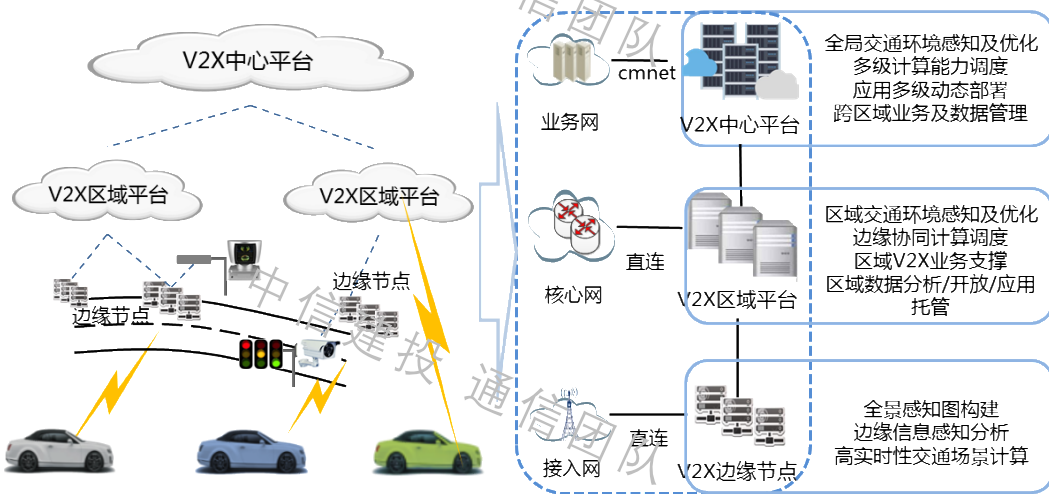 V2X中心平台
V2X区域平台
V2X区域平台
边缘节点
边缘节点
cmnet
业务网
V2X中心平台
全局交通环境感知及优化
多级计算能力调度
应用多级动态部署
跨区域业务及数据管理
直连
核心网
V2X区域平台
区域交通环境感知及优化
边缘协同计算调度
区域V2X业务支撑
区域数据分析/开放/应用
托管
直连
接入网
V2X边缘节点
全景感知图构建
边缘信息感知分析
高实时性交通场景计算
中信建投 通信团队
信团队